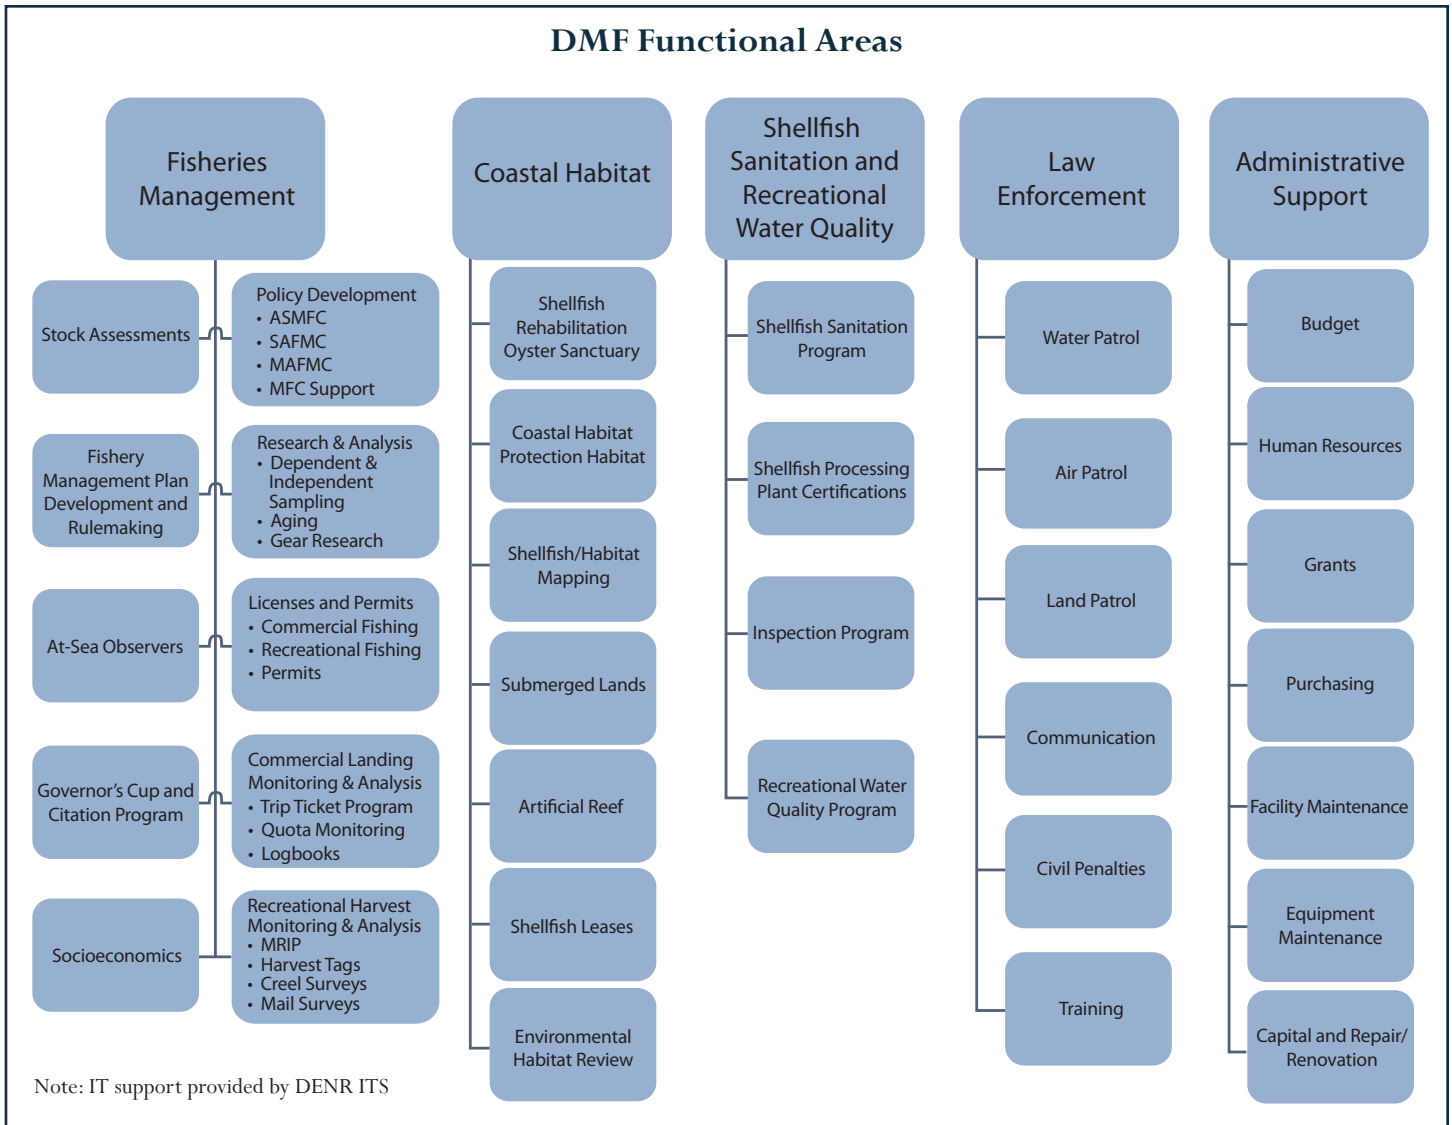 DMF Functional Areas
Fisheries
Management
Stock Assessments
Policy Development
• ASMFC
• SAFMC
• MAFMC
• MFC Support
Fishery
Management Plan
Development and
Rulemaking
Research & Analysis
• Dependent &
Independent
Sampling
• Aging
• Gear Research
At-Sea Observers
Licenses and Permits
• Commercial Fishing
• Recreational Fishing
• Permits
Governor's Cup and
Citation Program
Commercial Landing
Monitoring & Analysis
• Trip Ticket Program
• Quota Monitoring
• Logbooks
Socioeconomics
Recreational Harvest
Monitoring & Analysis
• MRIP
• Harvest Tags
• Creel Surveys
• Mail Surveys
Coastal Habitat
Shellfish
Rehabilitation
Oyster Sanctuary
Coastal Habitat
Protection Habitat
Shellfish/Habitat
Mapping
Submerged Lands
Artificial Reef
Shellfish Leases
Environmental
Habitat Review
Shellfish
Sanitation and
Recreational
Water Quality
Shellfish Sanitation
Program
Shellfish Processing
Plant Certifications
Inspection Program
Recreational Water
Quality Program
Law
Enforcement
Water Patrol
Air Patrol
Land Patrol
Communication
Civil Penalties
Training
Administrative
Support
Budget
Human Resources
Grants
Purchasing
Facility Maintenance
Equipment
Maintenance
Capital and Repair/
Renovation
Note: IT support provided by DENR ITS